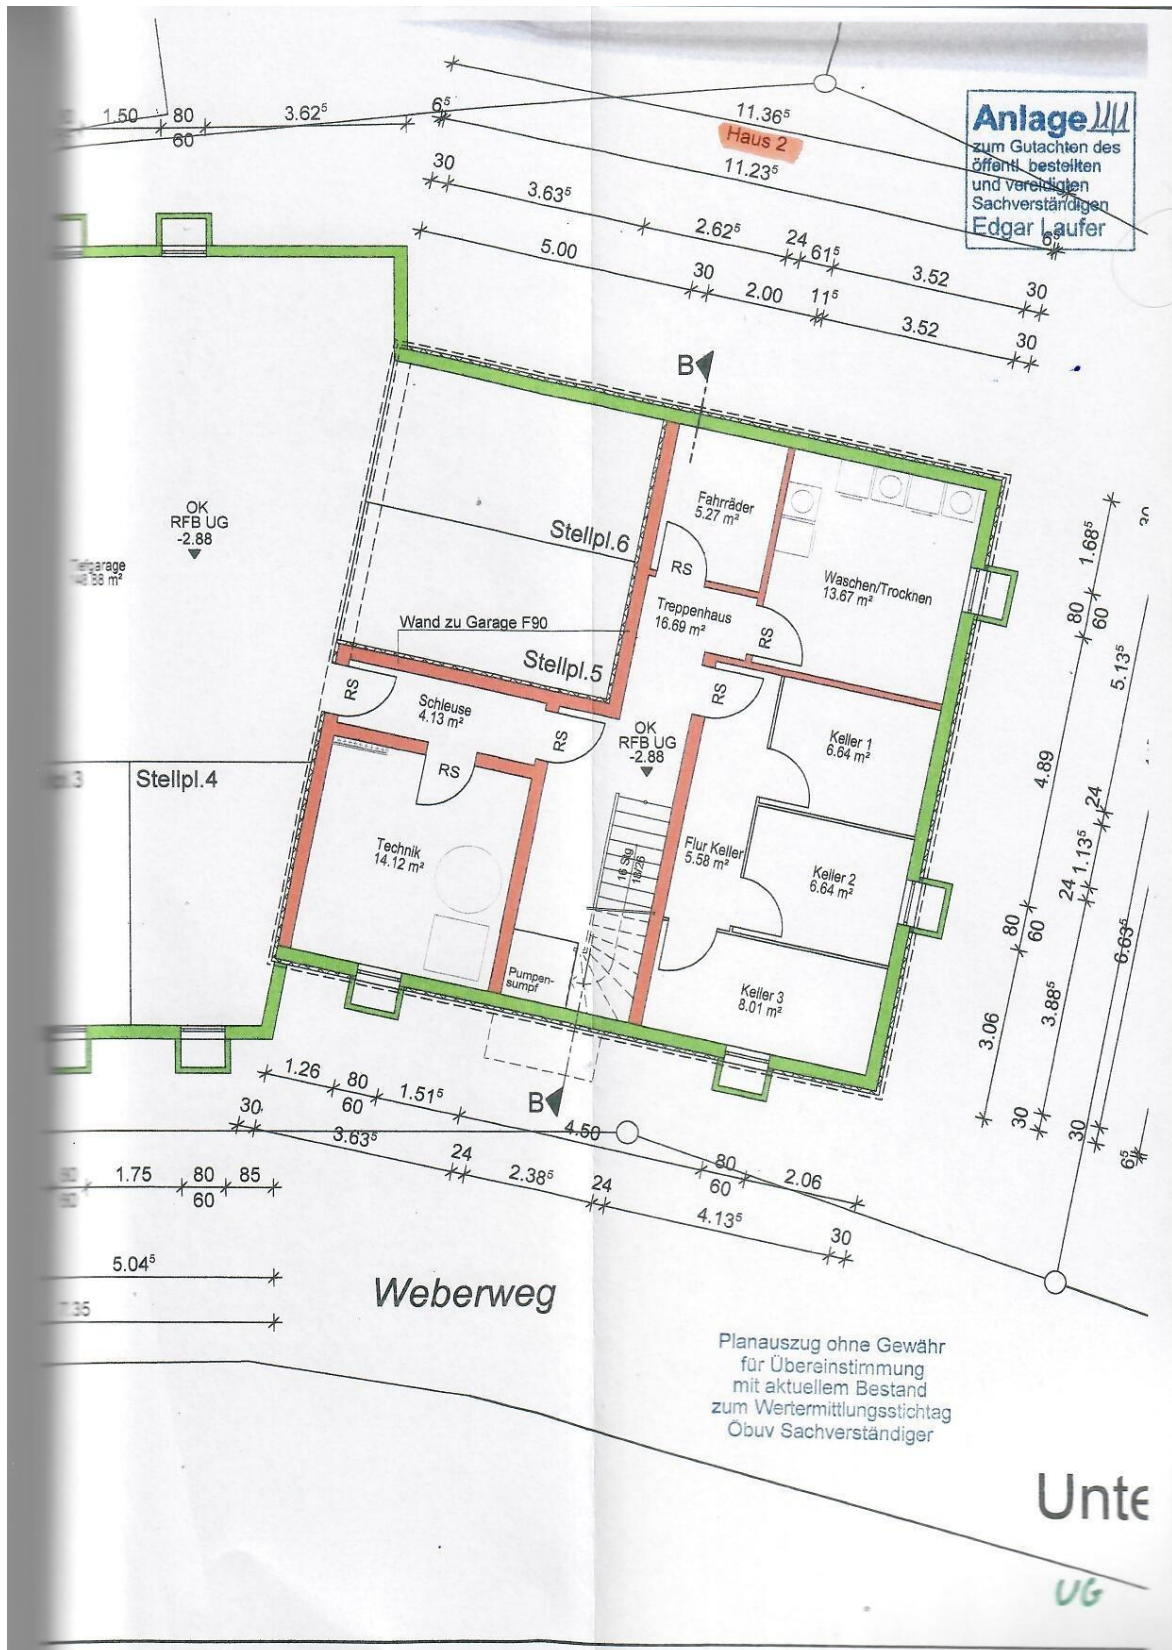 1.50
80
60
3.62⁵
6⁵
11.36⁵
Haus 2
11.23⁵
6⁵
30
3.63⁵
2.62⁵
24
61⁵
3.52
30
5.00
30
2.00
11⁵
3.52
30
Anlage
zum Gutachten des
öffentl. bestellten
und vereidigten
Sachverständigen
Edgar Laufer
B
OK
RFB UG
-2.88
Tiefgarage
Stellpl.6
Fahrräder
5.27 m²
RS
Waschen/Trocknen
13.67 m²
Treppenhaus
16.69 m²
RS
Wand zu Garage F90
Stellpl.5
RS
Schleuse
4.13 m²
RS
RS
RS
OK
RFB UG
-2.88
Keller 1
6.64 m²
Stellpl.4
Technik
14.12 m²
16 Stg
18/26
Flur Keller
5.58 m²
Keller 2
6.64 m²
Pumpen-
sumpf
Keller 3
8.01 m²
B
1.68⁵
80
60
5.13⁵
4.89
24
1.13⁵
24
80
60
6.63⁵
3.88⁵
3.06
30
30
6⁵
1.26
80
60
1.51⁵
4.50
80
60
2.06
30
3.63⁵
24
2.38⁵
24
4.13⁵
30
1.75
80
60
85
5.04⁵
7.35
Weberweg
Planauszug ohne Gewähr
für Übereinstimmung
mit aktuellem Bestand
zum Wertermittlungsstichtag
Öbuv Sachverständiger
Unte
UG